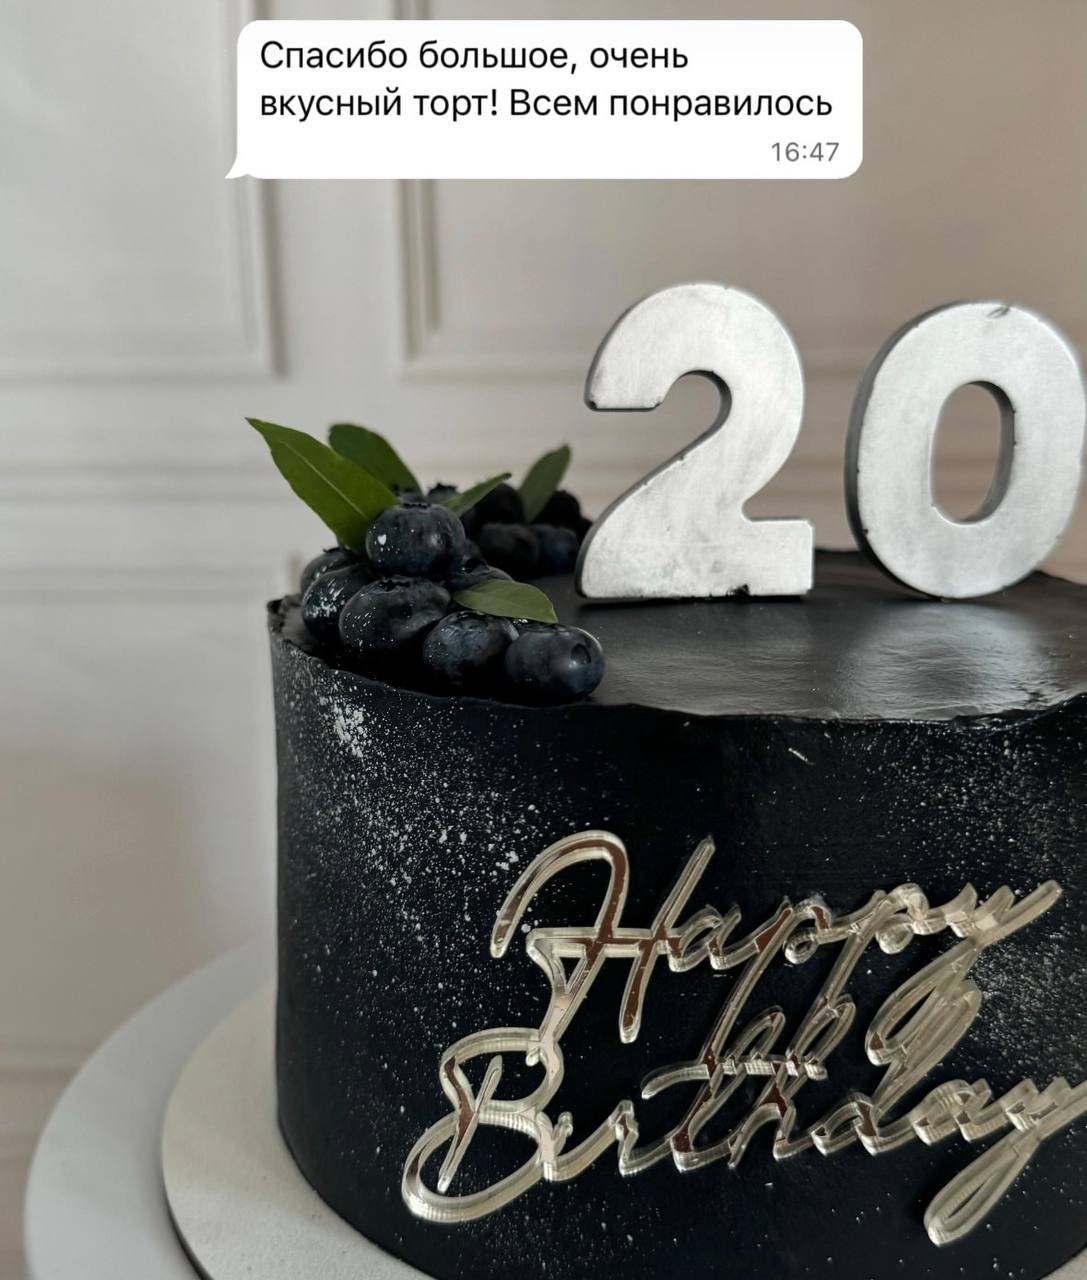 Спасибо большое, очень
вкусный торт! Всем понравилось
16:47
20
Happy
Birthday